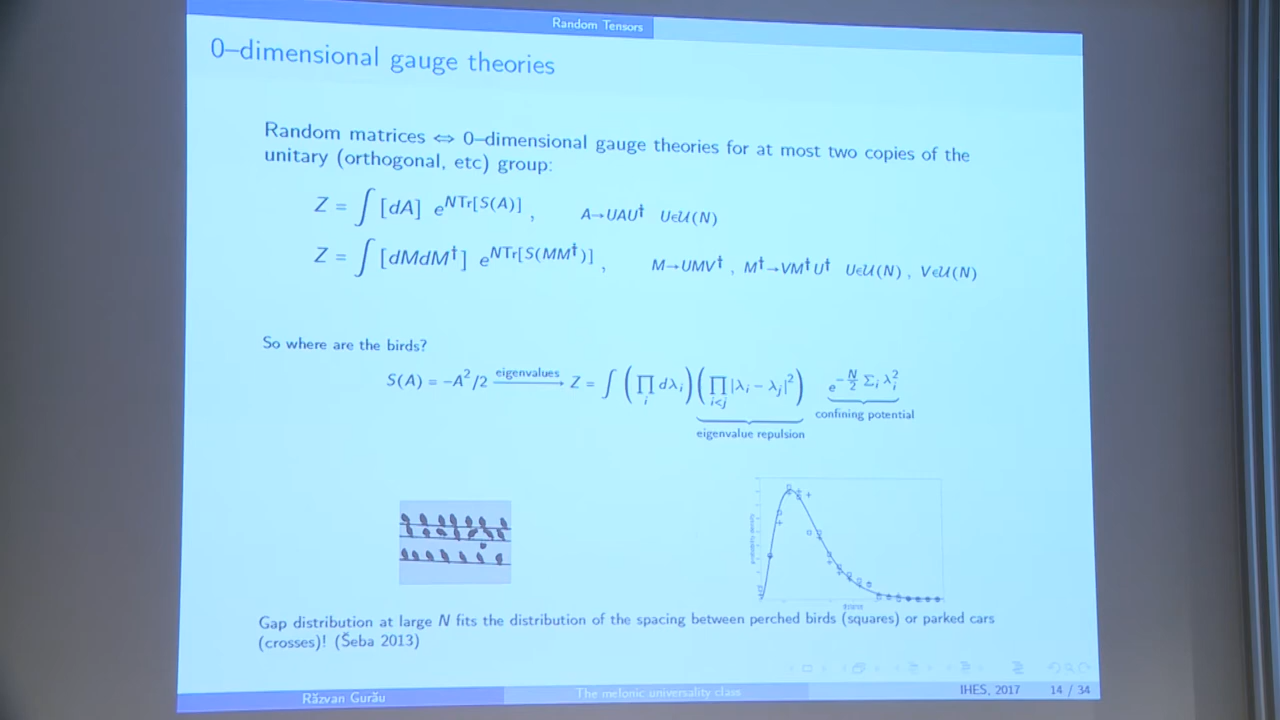 Random Tensors
0–dimensional gauge theories
Random matrices ⇔ 0–dimensional gauge theories for at most two copies of the
unitary (orthogonal, etc) group:
Z = ∫ [dA] e^{NTr[S(A)]} , A→UAU† U∈𝒰(N)
Z = ∫ [dMdM†] e^{NTr[S(MM†)]} , M→UMV† , M†→VM†U† U∈𝒰(N) , V∈𝒰(N)
So where are the birds?
S(A) = −A²/2 —eigenvalues→ Z = ∫ (∏_i dλ_i) (∏_{i<j} |λ_i − λ_j|²) e^{−N/2 Σ_i λ_i²}
confining potential
eigenvalue repulsion
Gap distribution at large N fits the distribution of the spacing between perched birds (squares) or parked cars
(crosses)! (Šeba 2013)
Răzvan Gurău The melonic universality class IHES, 2017 14 / 34